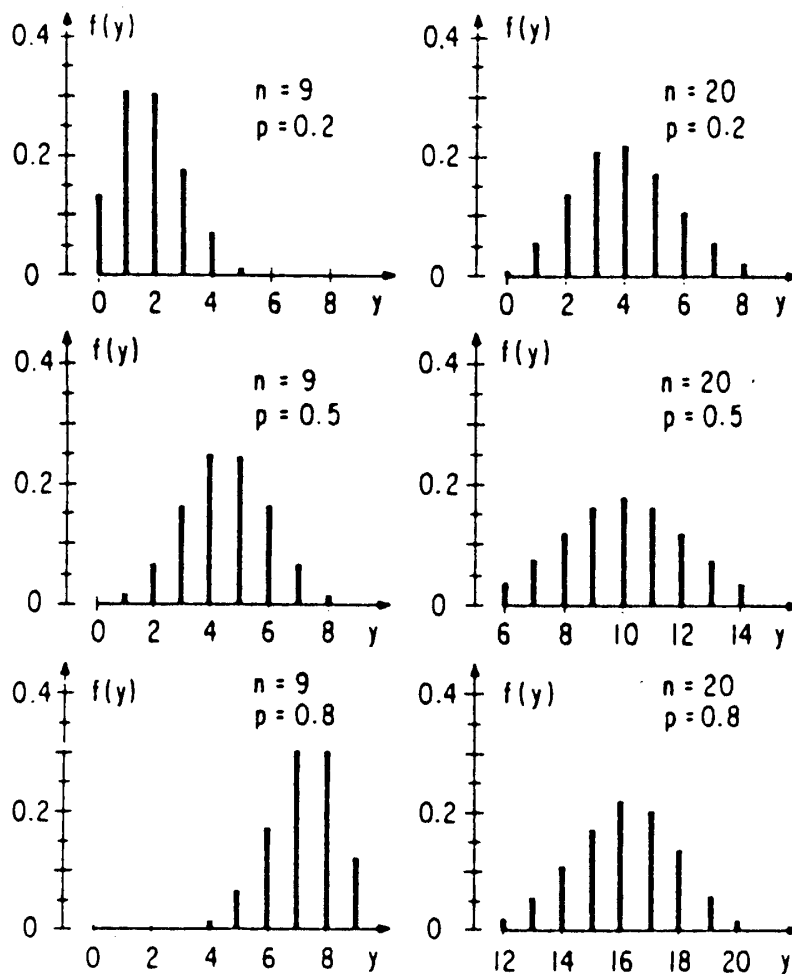 f(y)
0.4
0.2
0
n = 9
p = 0.2
0 2 4 6 8 y
f(y)
0.4
0.2
0
n = 20
p = 0.2
0 2 4 6 8 y
f(y)
0.4
0.2
0
n = 9
p = 0.5
0 2 4 6 8 y
f(y)
0.4
0.2
0
n = 20
p = 0.5
6 8 10 12 14 y
f(y)
0.4
0.2
0
n = 9
p = 0.8
0 2 4 6 8 y
f(y)
0.4
0.2
0
n = 20
p = 0.8
12 14 16 18 20 y